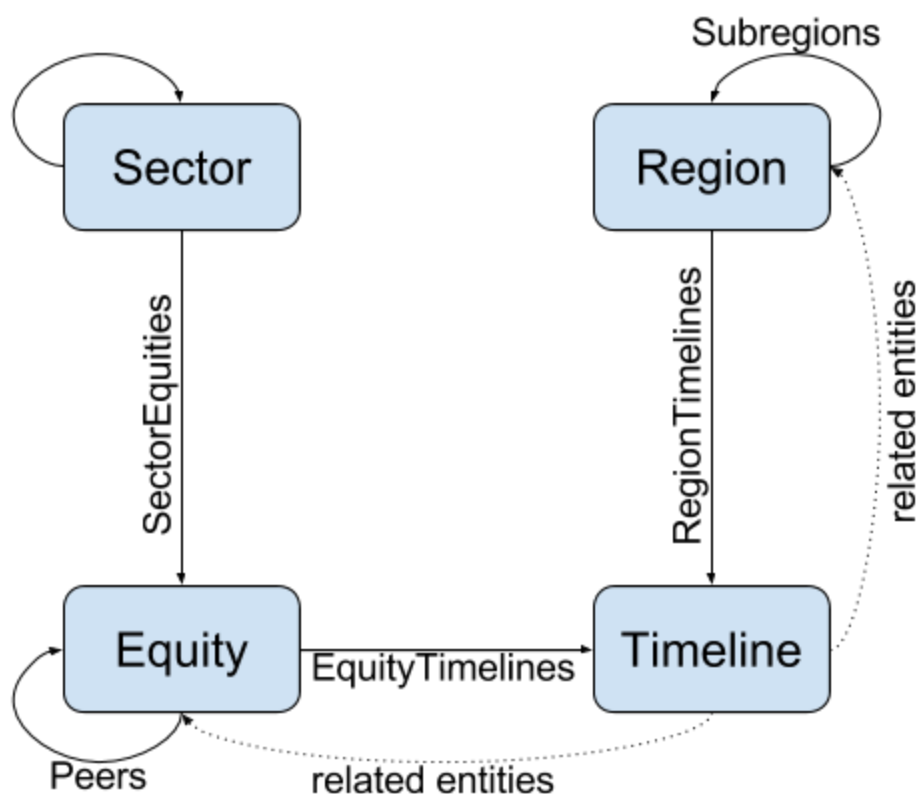 Subregions
Sector
Region
SectorEquities
RegionTimelines
related entities
Equity
EquityTimelines
Timeline
Peers
related entities